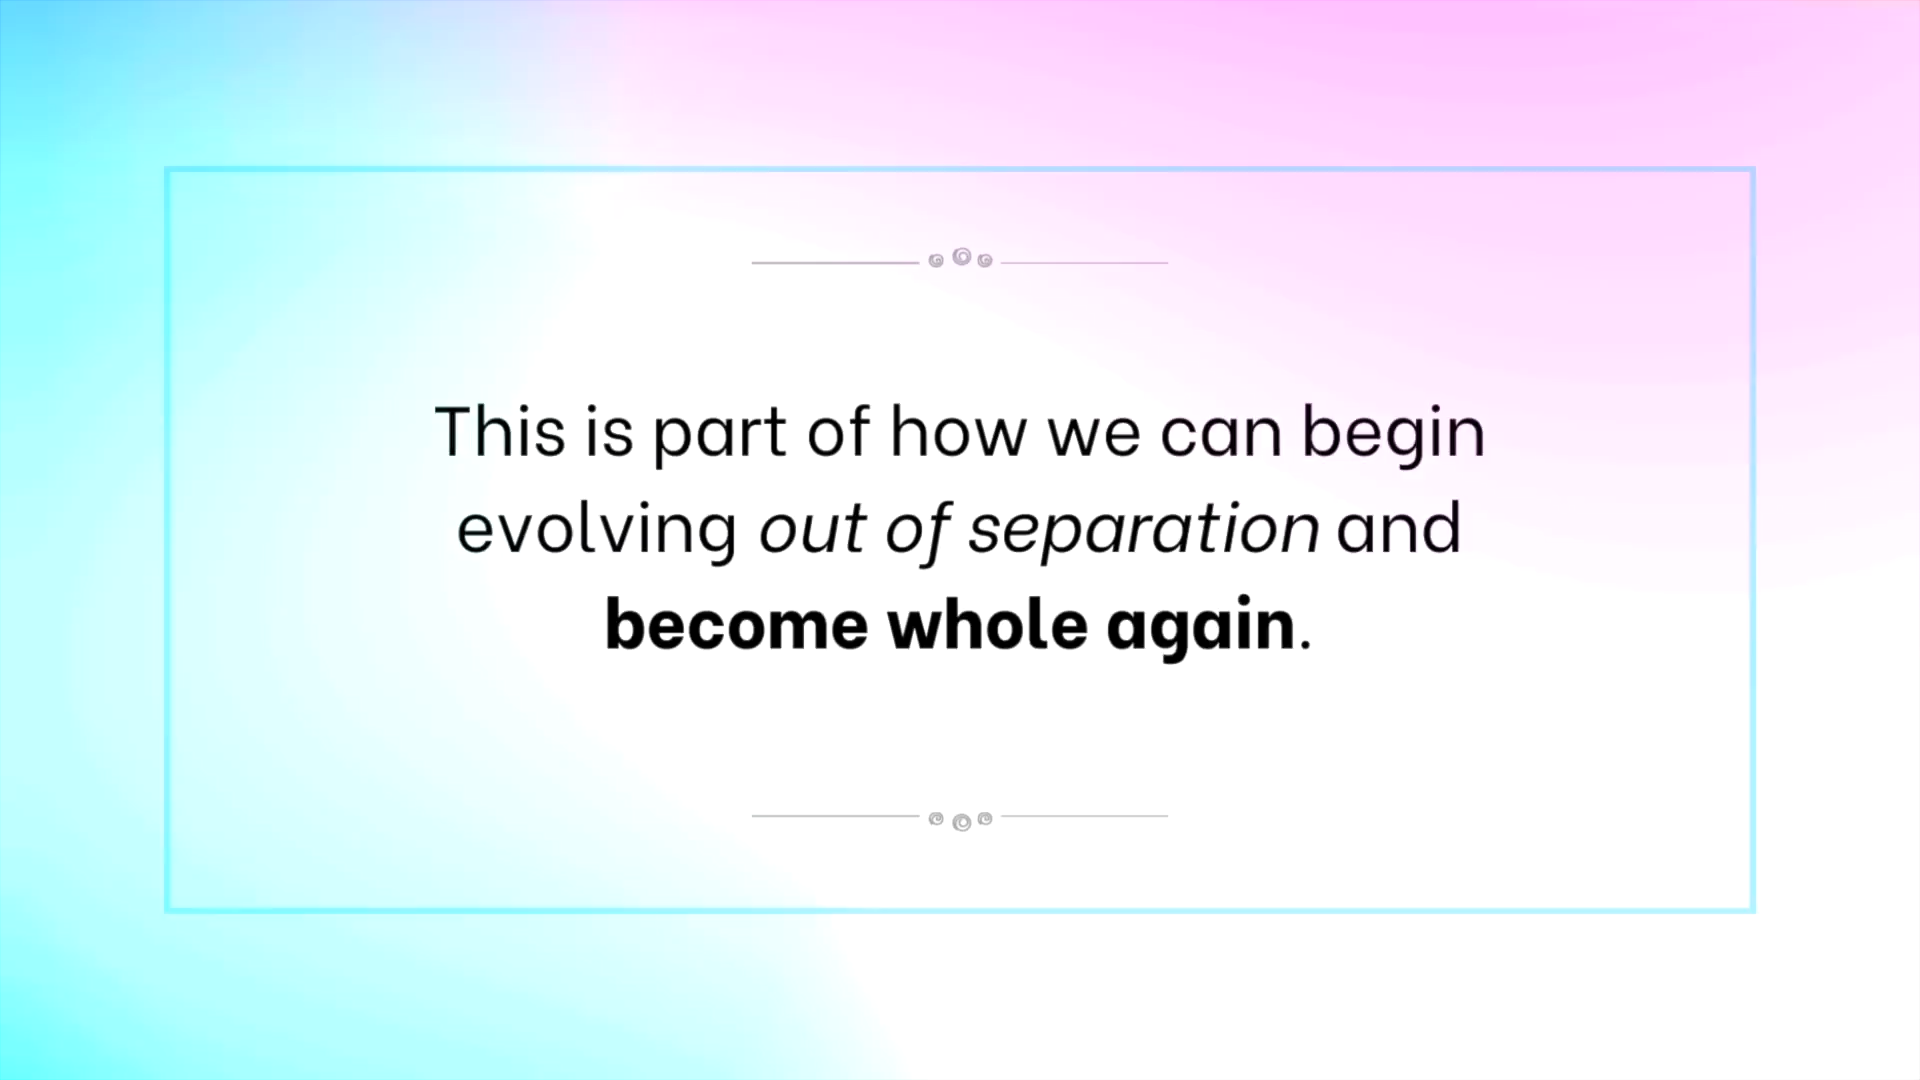 This is part of how we can begin
evolving out of separation and
become whole again.